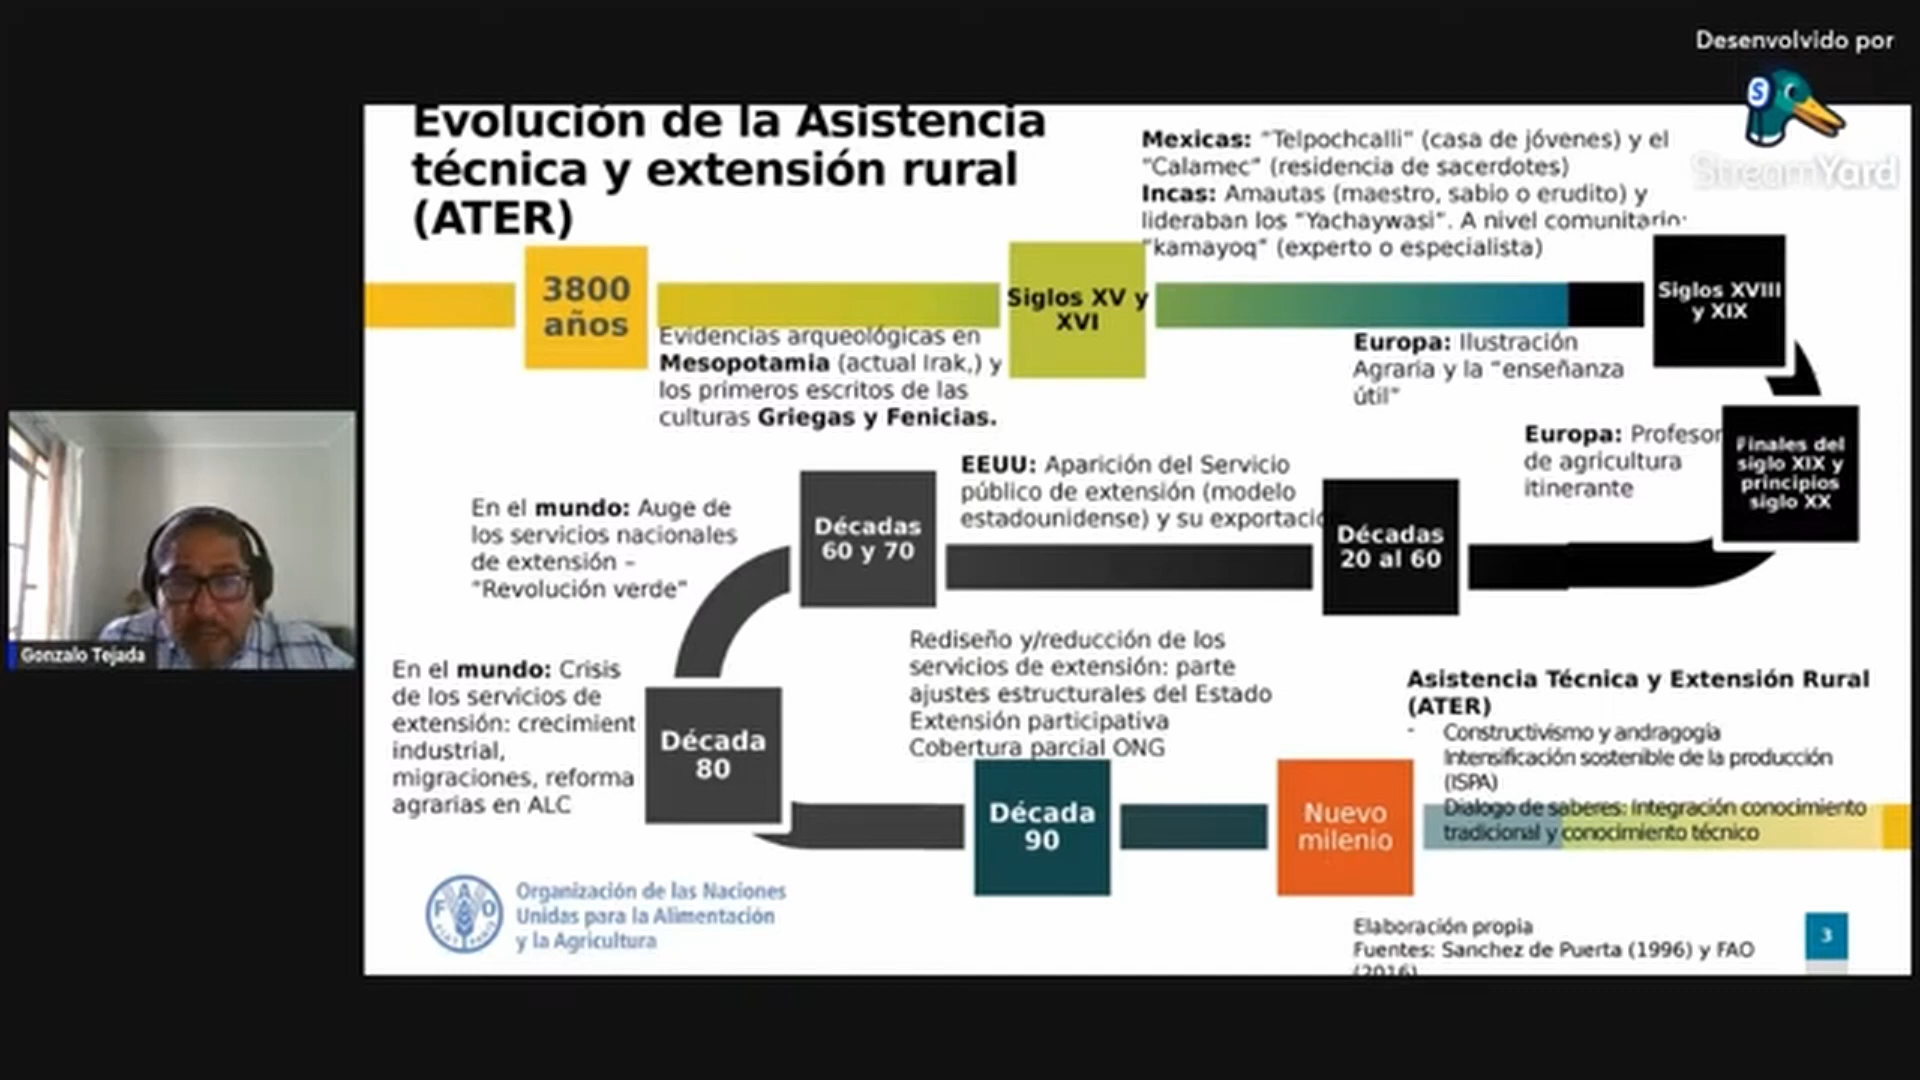 Desenvolvido por
StreamYard
Evolución de la Asistencia
técnica y extensión rural
(ATER)
Mexicas: "Telpochcalli" (casa de jóvenes) y el
"Calamec" (residencia de sacerdotes)
Incas: Amautas (maestro, sabio o erudito) y
lideraban los "Yachaywasi". A nivel comunitario:
"kamayoq" (experto o especialista)
3800
años
Evidencias arqueológicas en
Mesopotamia (actual Irak,) y
los primeros escritos de las
culturas Griegas y Fenicias.
Siglos XV y
XVI
Siglos XVIII
y XIX
Europa: Ilustración
Agraria y la "enseñanza
útil"
Europa: Profesor
de agricultura
itinerante
Finales del
siglo XIX y
principios
siglo XX
EEUU: Aparición del Servicio
público de extensión (modelo
estadounidense) y su exportació
Décadas
20 al 60
Décadas
60 y 70
En el mundo: Auge de
los servicios nacionales
de extensión –
"Revolución verde"
Gonzalo Tejada
En el mundo: Crisis
de los servicios de
extensión: crecimient
industrial,
migraciones, reforma
agrarias en ALC
Década
80
Rediseño y/reducción de los
servicios de extensión: parte
ajustes estructurales del Estado
Extensión participativa
Cobertura parcial ONG
Década
90
Nuevo
milenio
Asistencia Técnica y Extensión Rural
(ATER)
- Constructivismo y andragogía
Intensificación sostenible de la producción
(ISPA)
Dialogo de saberes: Integración conocimiento
tradicional y conocimiento técnico
FAO
FIAT PANIS
Organización de las Naciones
Unidas para la Alimentación
y la Agricultura
Elaboración propia
Fuentes: Sanchez de Puerta (1996) y FAO
(2016)
3